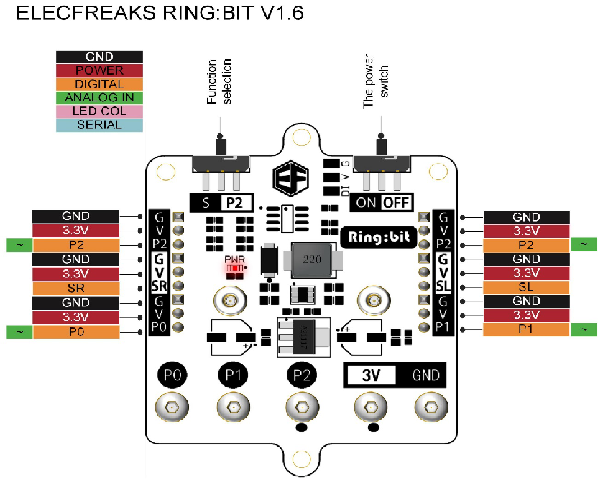 ELECFREAKS RING:BIT V1.6
GND
POWER
DIGITAL
ANALOG IN
LED COL
SERIAL
Function
selection
The power
switch
EF
DI V G
S P2
ON OFF
Ring:bit
PWR
220
GND G
3.3V V
~ P2 P2
GND G
3.3V V
SR SR
GND G
3.3V V
~ P0 P0
G GND
V 3.3V
P2 P2 ~
G GND
V 3.3V
SL SL
G GND
V 3.3V
P1 P1 ~
P0 P1 P2 3V GND